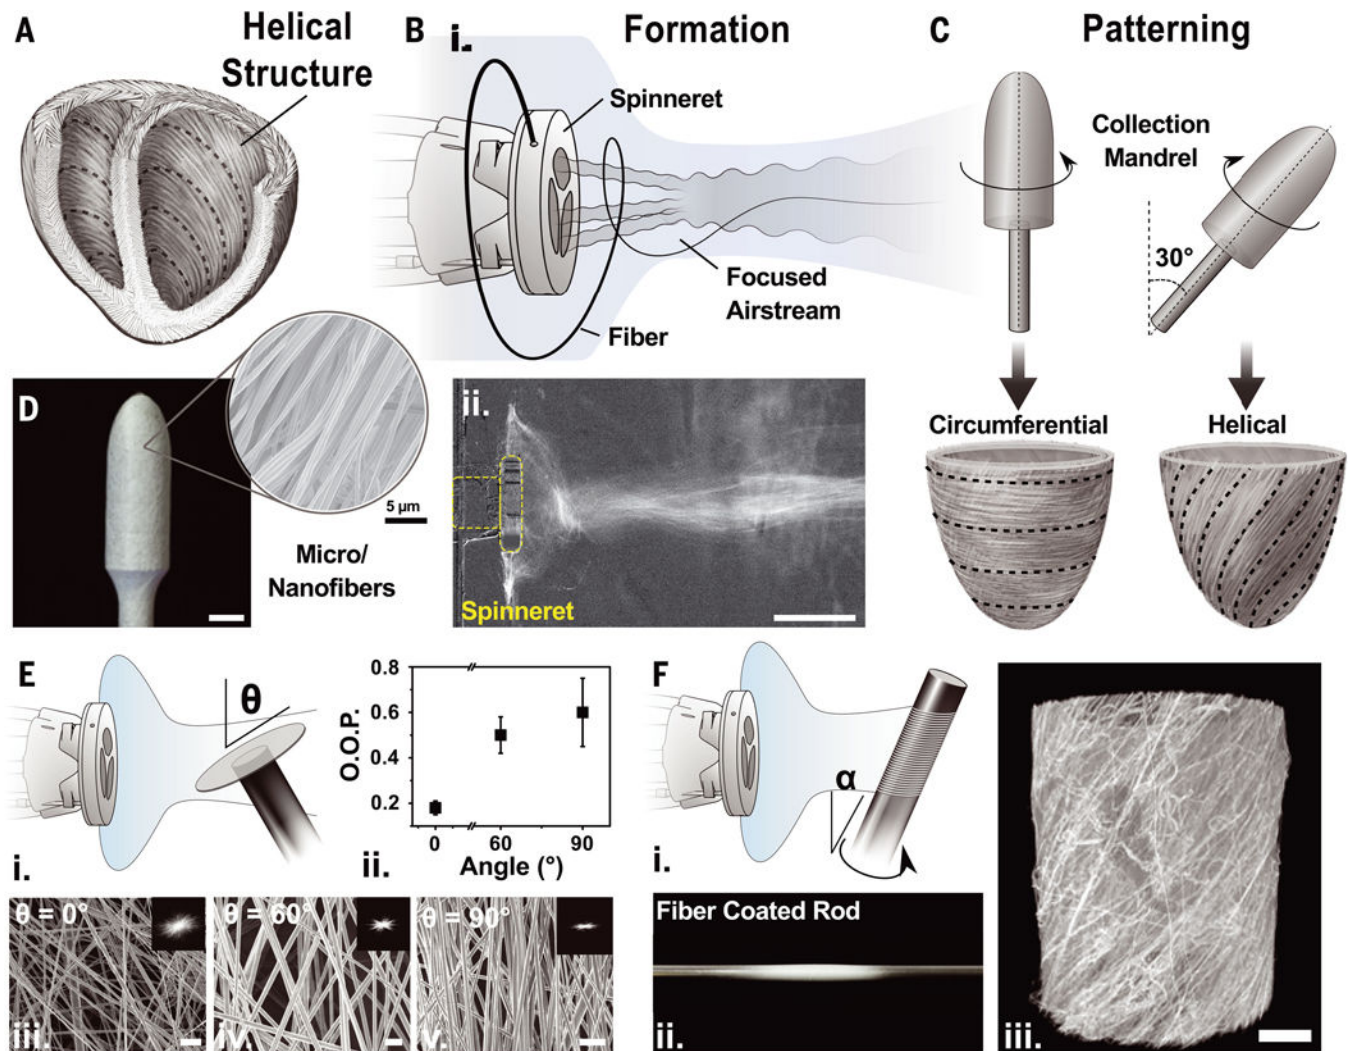 A
Helical
Structure
B
i.
Formation
Spinneret
Focused
Airstream
Fiber
C
Patterning
Collection
Mandrel
30°
Circumferential
Helical
D
5 µm
Micro/
Nanofibers
ii.
Spinneret
E
θ
i.
ii.
O.O.P.
0.8
0.6
0.4
0.2
0
60
90
Angle (°)
θ = 0°
iii.
θ = 60°
iv.
θ = 90°
v.
F
α
i.
Fiber Coated Rod
ii.
iii.